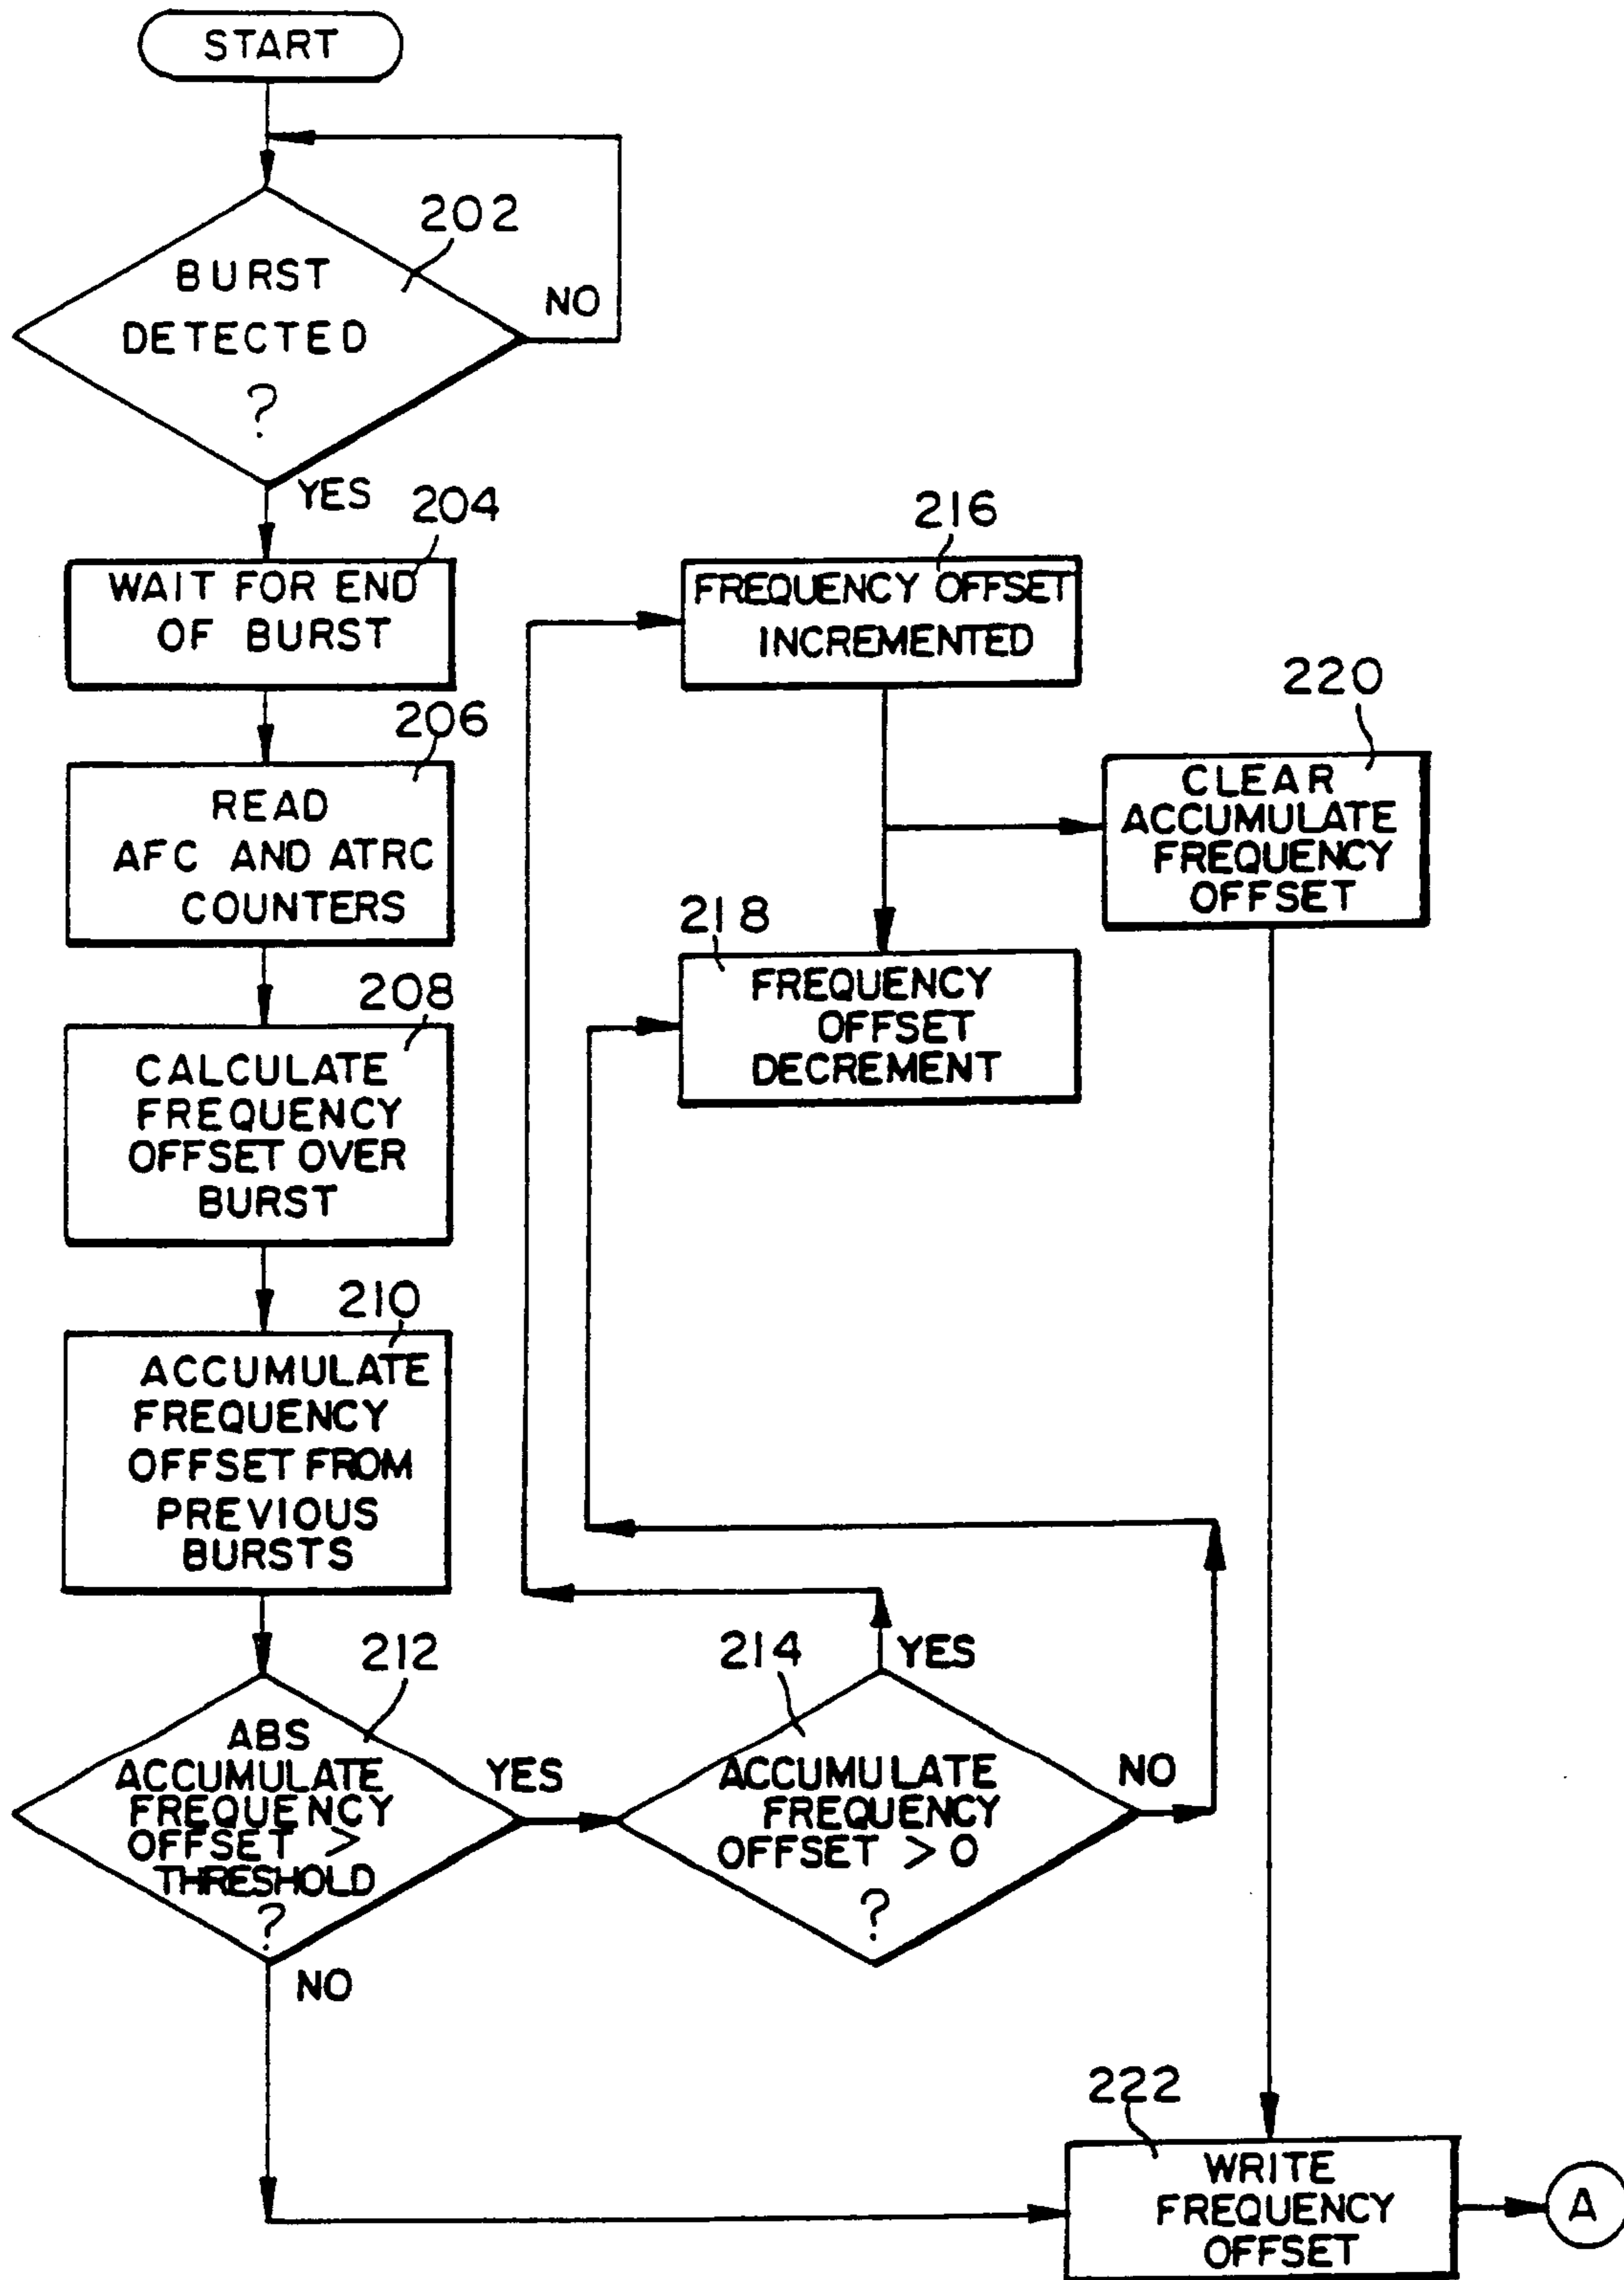 START
202
BURST
DETECTED
?
NO
YES
204
WAIT FOR END
OF BURST
206
READ
AFC AND ATRC
COUNTERS
208
CALCULATE
FREQUENCY
OFFSET OVER
BURST
210
ACCUMULATE
FREQUENCY
OFFSET FROM
PREVIOUS
BURSTS
212
ABS
ACCUMULATE
FREQUENCY
OFFSET >
THRESHOLD
?
YES
NO
214
ACCUMULATE
FREQUENCY
OFFSET > 0
?
YES
NO
216
FREQUENCY OFFSET
INCREMENTED
218
FREQUENCY
OFFSET
DECREMENT
220
CLEAR
ACCUMULATE
FREQUENCY
OFFSET
222
WRITE
FREQUENCY
OFFSET
A